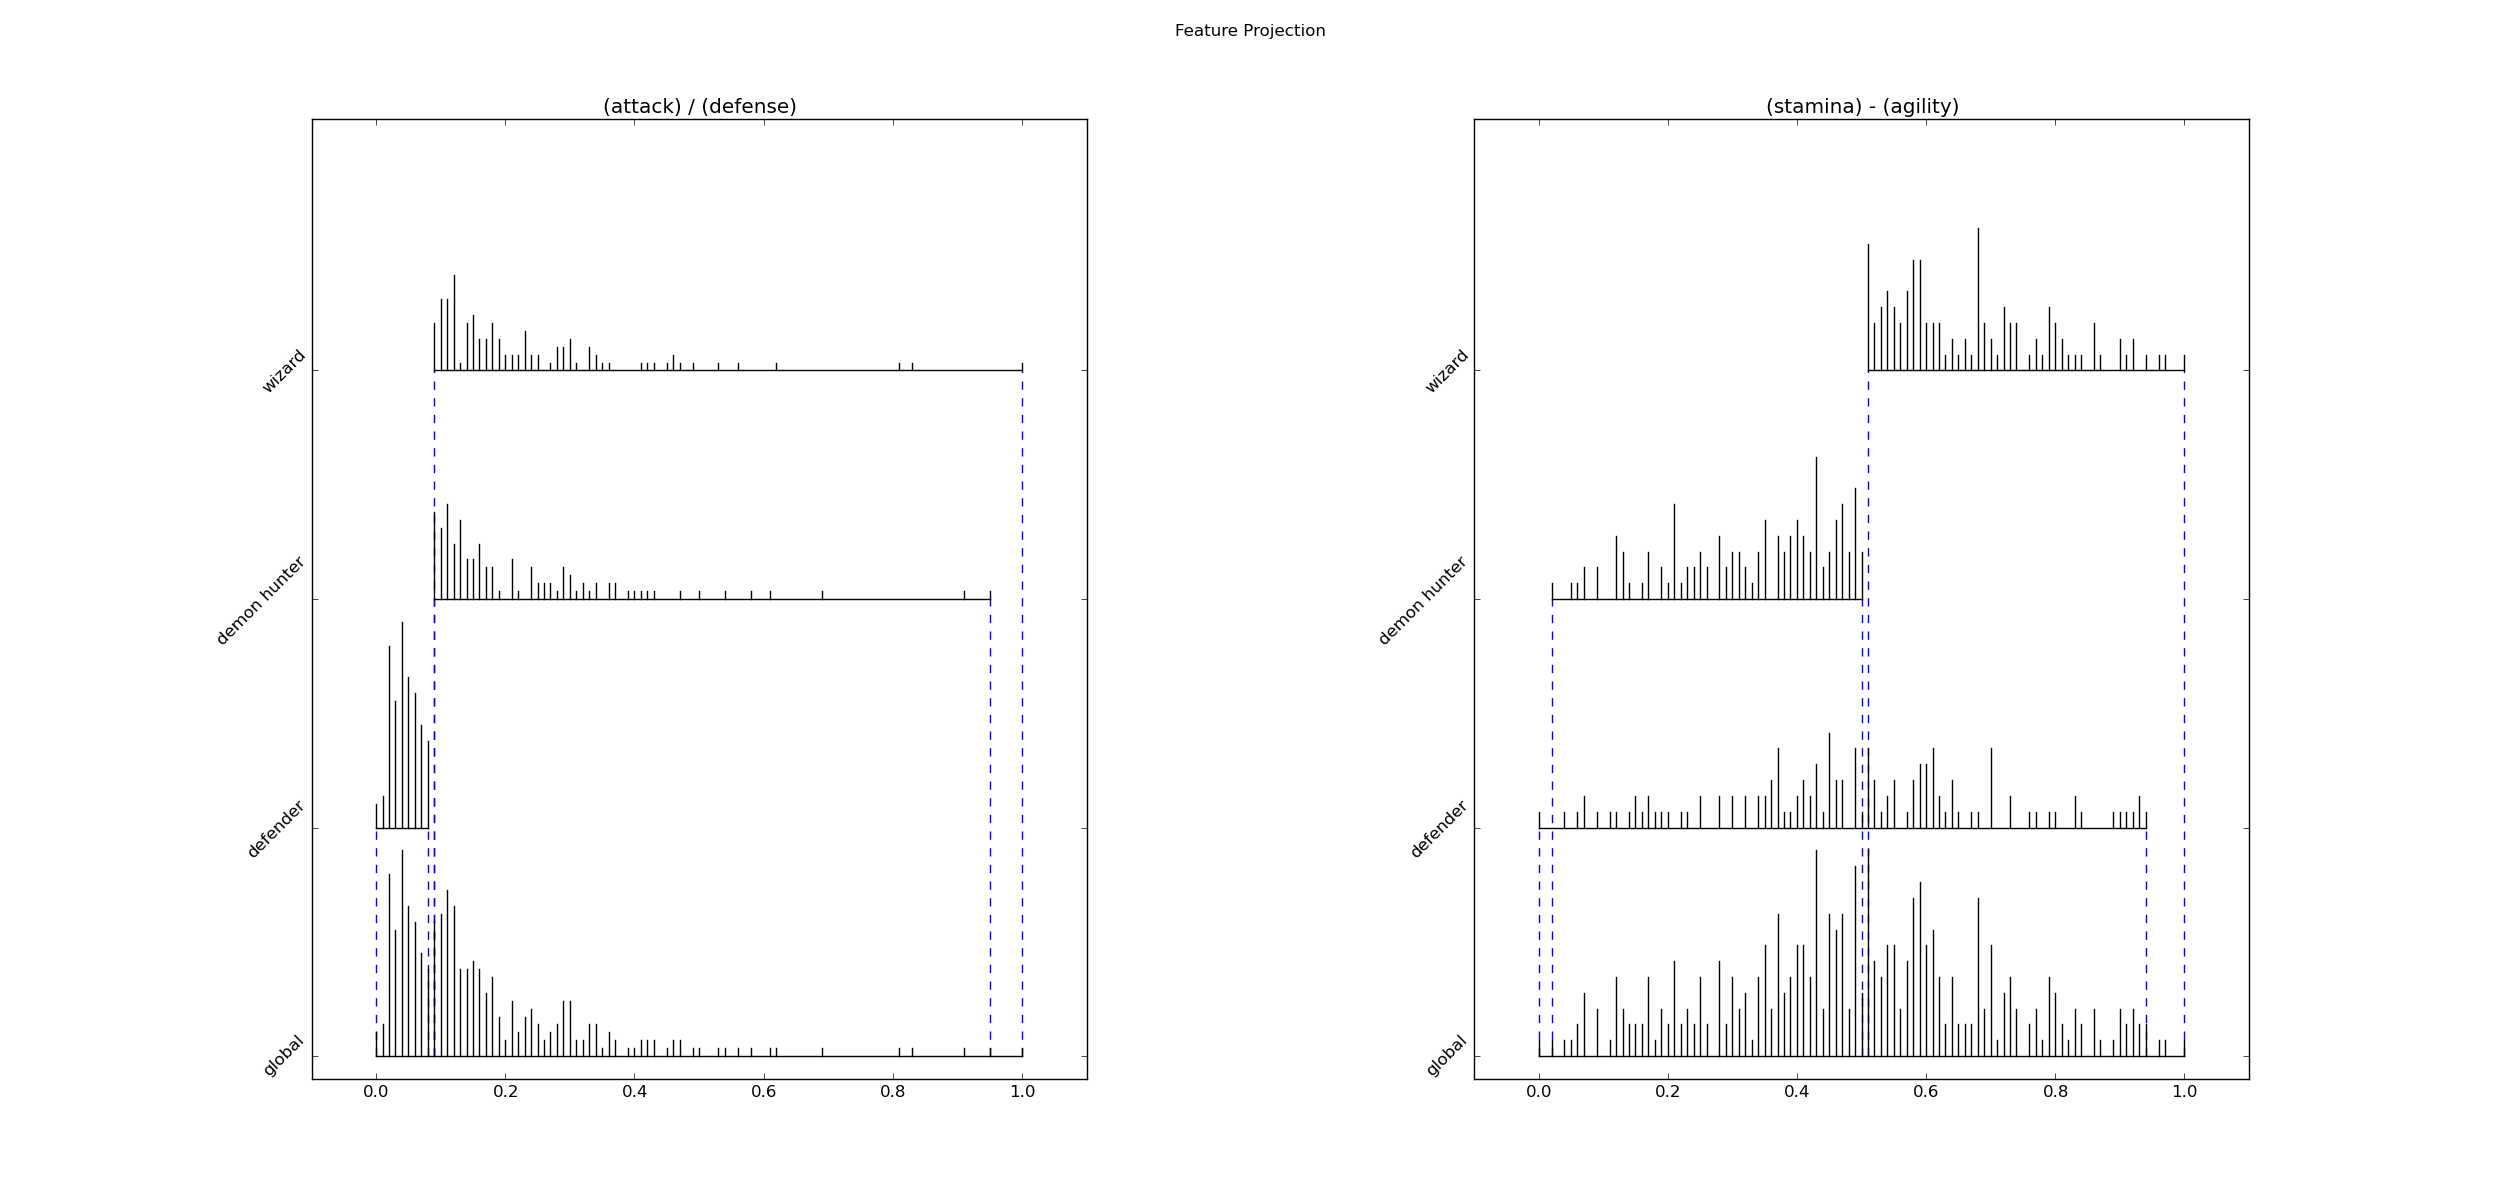 Feature Projection
(attack) / (defense)
wizard
demon hunter
defender
global
0.0 0.2 0.4 0.6 0.8 1.0
(stamina) - (agility)
wizard
demon hunter
defender
global
0.0 0.2 0.4 0.6 0.8 1.0